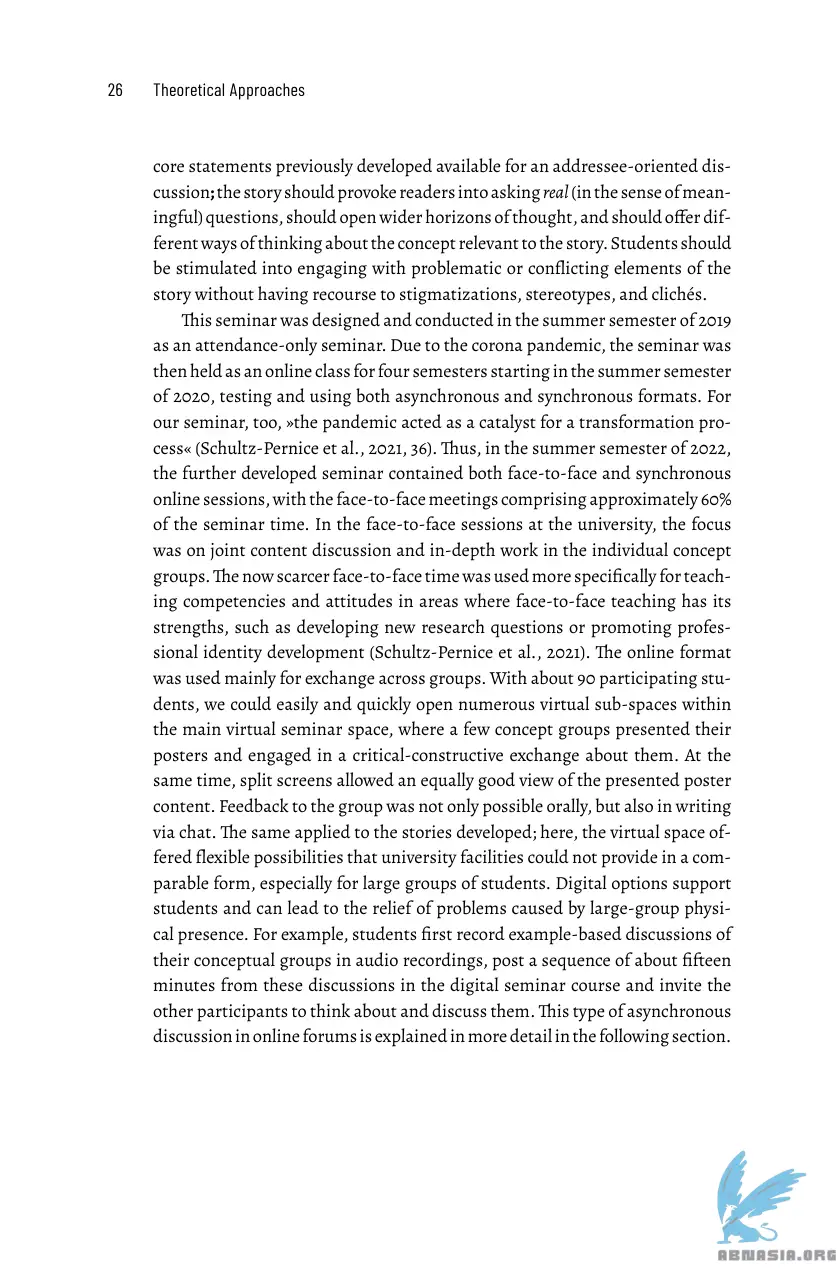 26 Theoretical Approaches
core statements previously developed available for an addressee-oriented dis-
cussion; the story should provoke readers into asking real (in the sense of mean-
ingful) questions, should open wider horizons of thought, and should offer dif-
ferent ways of thinking about the concept relevant to the story. Students should
be stimulated into engaging with problematic or conflicting elements of the
story without having recourse to stigmatizations, stereotypes, and clichés.
This seminar was designed and conducted in the summer semester of 2019
as an attendance-only seminar. Due to the corona pandemic, the seminar was
then held as an online class for four semesters starting in the summer semester
of 2020, testing and using both asynchronous and synchronous formats. For
our seminar, too, »the pandemic acted as a catalyst for a transformation pro-
cess« (Schultz-Pernice et al., 2021, 36). Thus, in the summer semester of 2022,
the further developed seminar contained both face-to-face and synchronous
online sessions, with the face-to-face meetings comprising approximately 60%
of the seminar time. In the face-to-face sessions at the university, the focus
was on joint content discussion and in-depth work in the individual concept
groups. The now scarcer face-to-face time was used more specifically for teach-
ing competencies and attitudes in areas where face-to-face teaching has its
strengths, such as developing new research questions or promoting profes-
sional identity development (Schultz-Pernice et al., 2021). The online format
was used mainly for exchange across groups. With about 90 participating stu-
dents, we could easily and quickly open numerous virtual sub-spaces within
the main virtual seminar space, where a few concept groups presented their
posters and engaged in a critical-constructive exchange about them. At the
same time, split screens allowed an equally good view of the presented poster
content. Feedback to the group was not only possible orally, but also in writing
via chat. The same applied to the stories developed; here, the virtual space of-
fered flexible possibilities that university facilities could not provide in a com-
parable form, especially for large groups of students. Digital options support
students and can lead to the relief of problems caused by large-group physi-
cal presence. For example, students first record example-based discussions of
their conceptual groups in audio recordings, post a sequence of about fifteen
minutes from these discussions in the digital seminar course and invite the
other participants to think about and discuss them. This type of asynchronous
discussion in online forums is explained in more detail in the following section.
ABNASIA.ORG